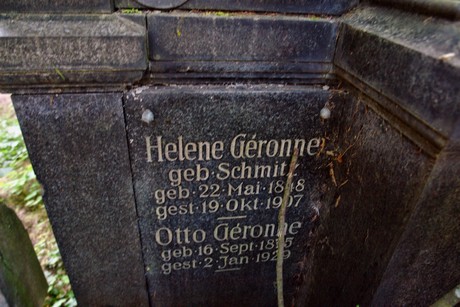 Helene Géronne
geb·Schmitz
geb·22·Mai·1848
gest·19·Okt·1907
Otto Géronne
geb·16·Sept·
gest·2·Jan·1929